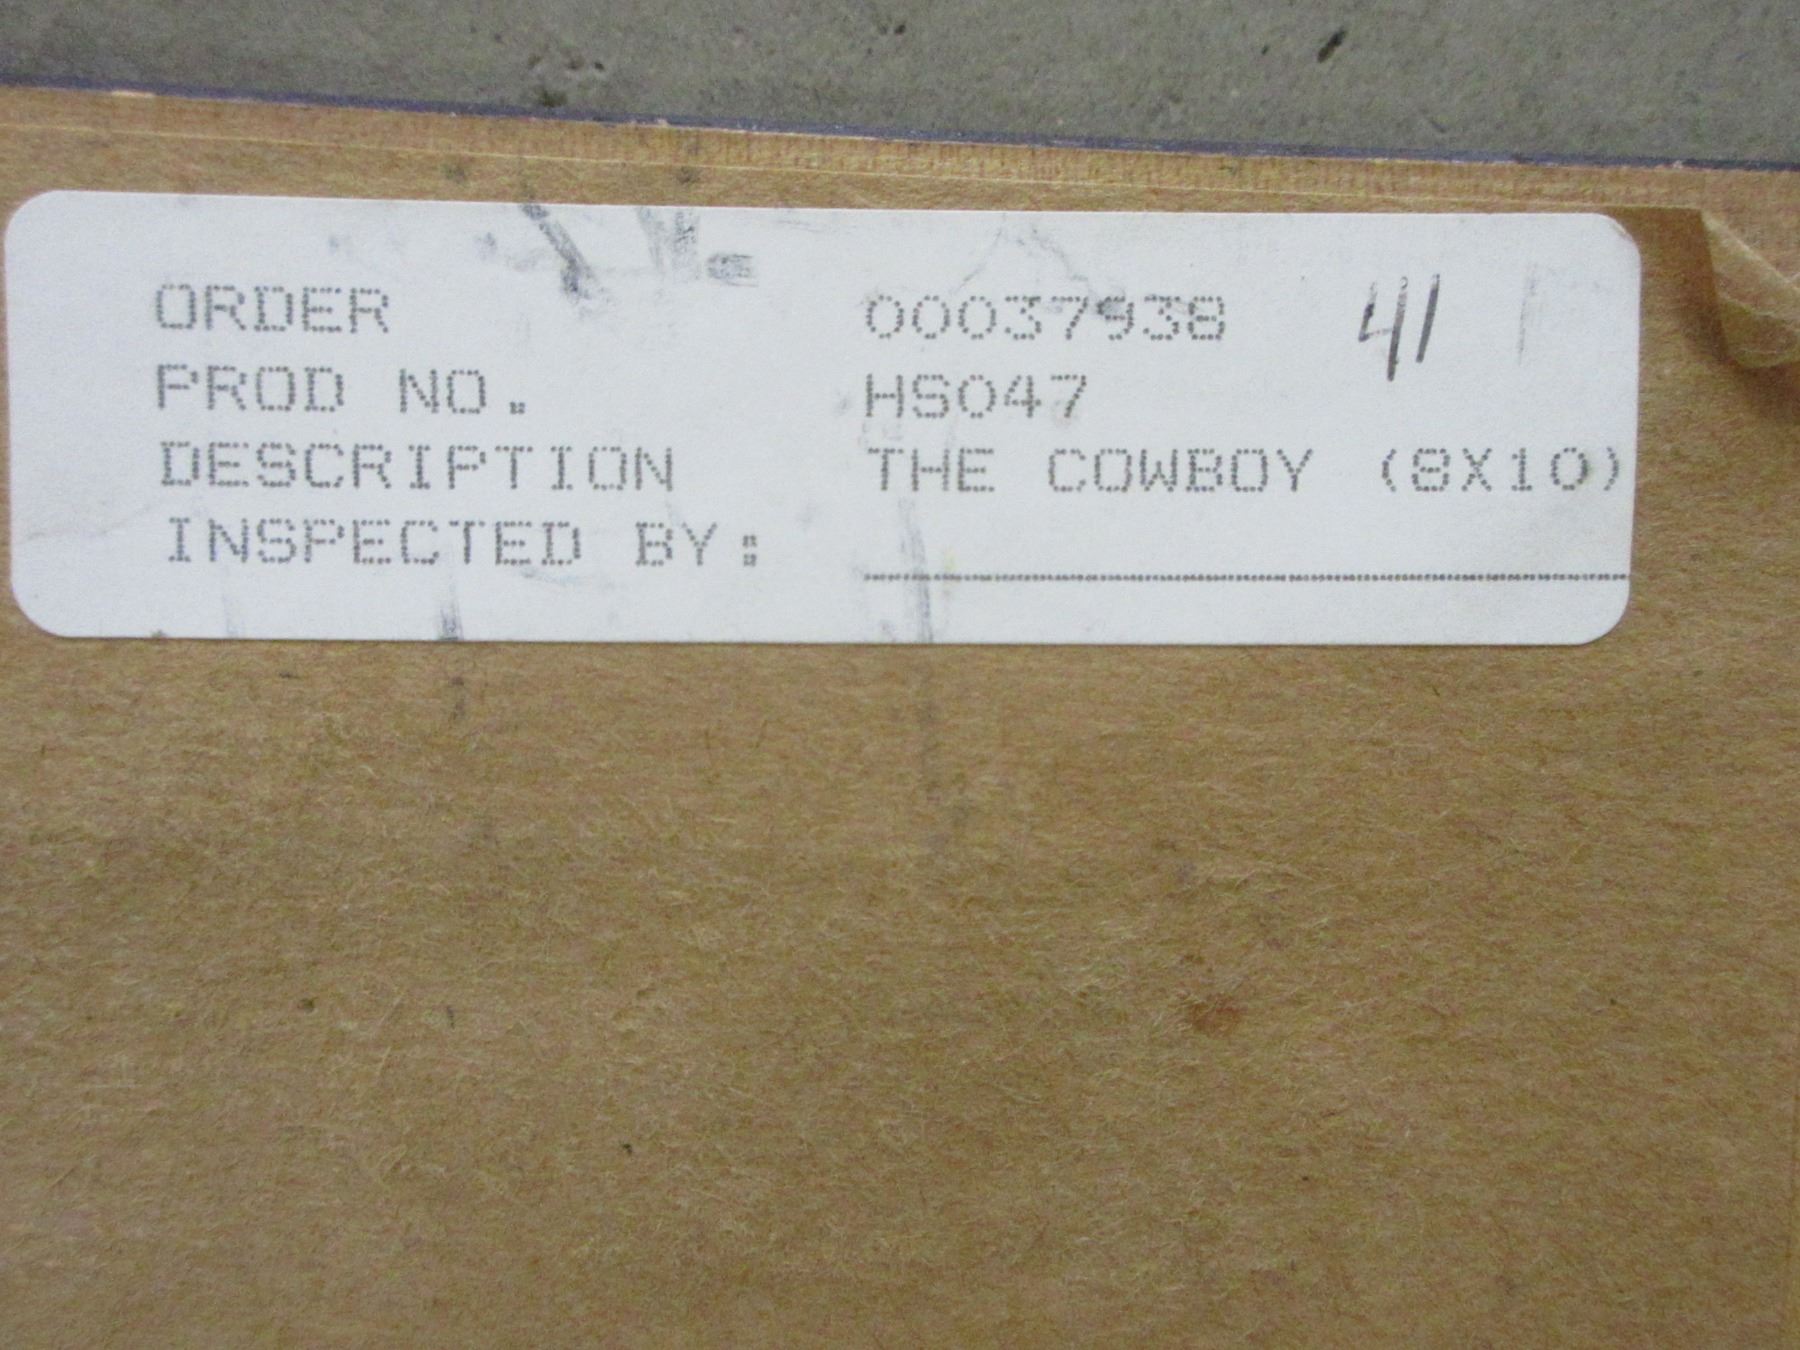 ORDER 00037938 41
PROD NO. HS047
DESCRIPTION THE COWBOY (8X10)
INSPECTED BY: